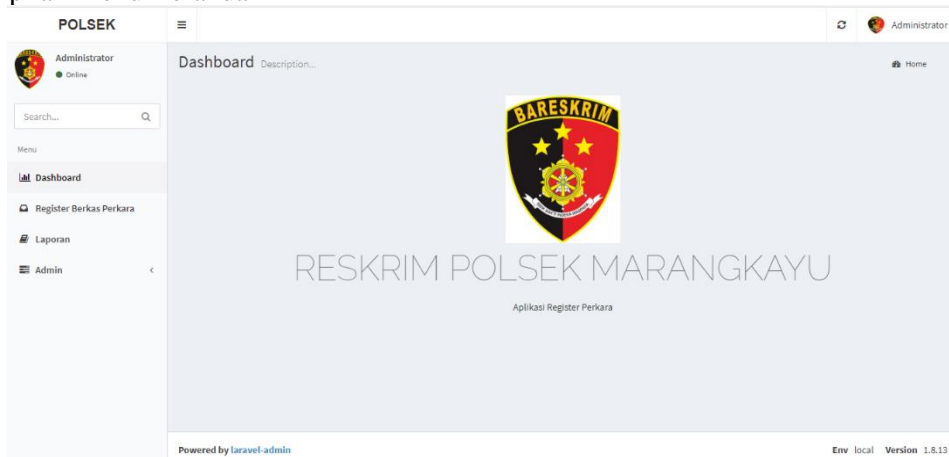 POLSEK
Administrator
Administrator
Online
Dashboard Description...
Home
Search...
Menu
Dashboard
Register Berkas Perkara
Laporan
Admin
BARESKRIM
RESKRIM POLSEK MARANGKAYU
Aplikasi Register Perkara
Powered by laravel-admin
Env local Version 1.8.13